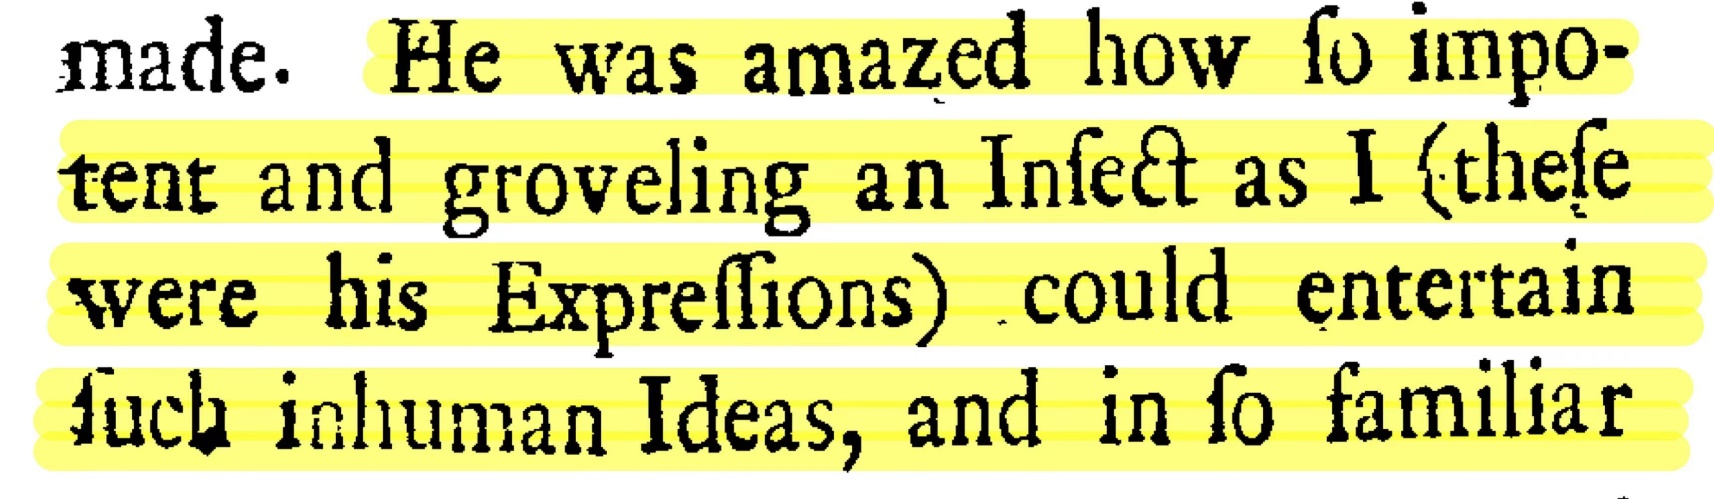 made. He was amazed how ſo impo-
tent and groveling an Inſect as I (theſe
were his Expreſſions) could entertain
ſuch inhuman Ideas, and in ſo familiar